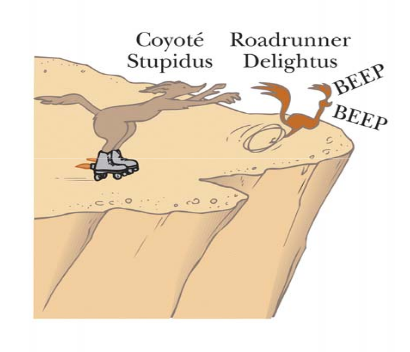 Coyoté
Stupidus
Roadrunner
Delightus
BEEP
BEEP